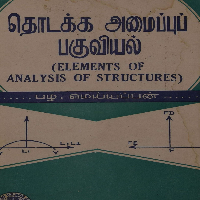 தொடக்க அமைப்புப்
பகுவியல்
(ELEMENTS OF
ANALYSIS OF STRUCTURES)